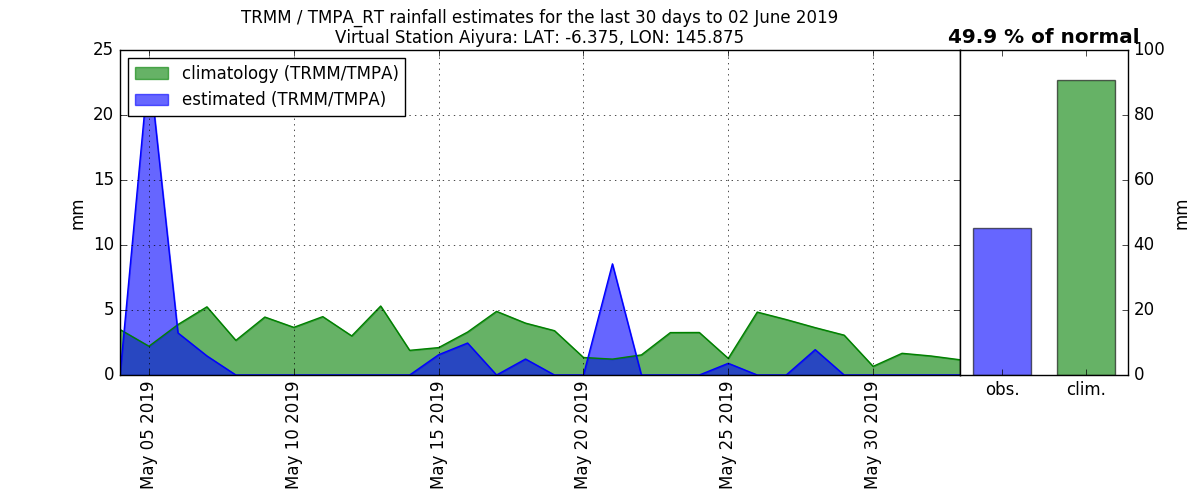 TRMM / TMPA_RT rainfall estimates for the last 30 days to 02 June 2019
Virtual Station Aiyura: LAT: -6.375, LON: 145.875
49.9 % of normal
climatology (TRMM/TMPA)
estimated (TRMM/TMPA)
25
20
15
10
5
0
mm
May 05 2019
May 10 2019
May 15 2019
May 20 2019
May 25 2019
May 30 2019
obs.
clim.
100
80
60
40
20
0
mm